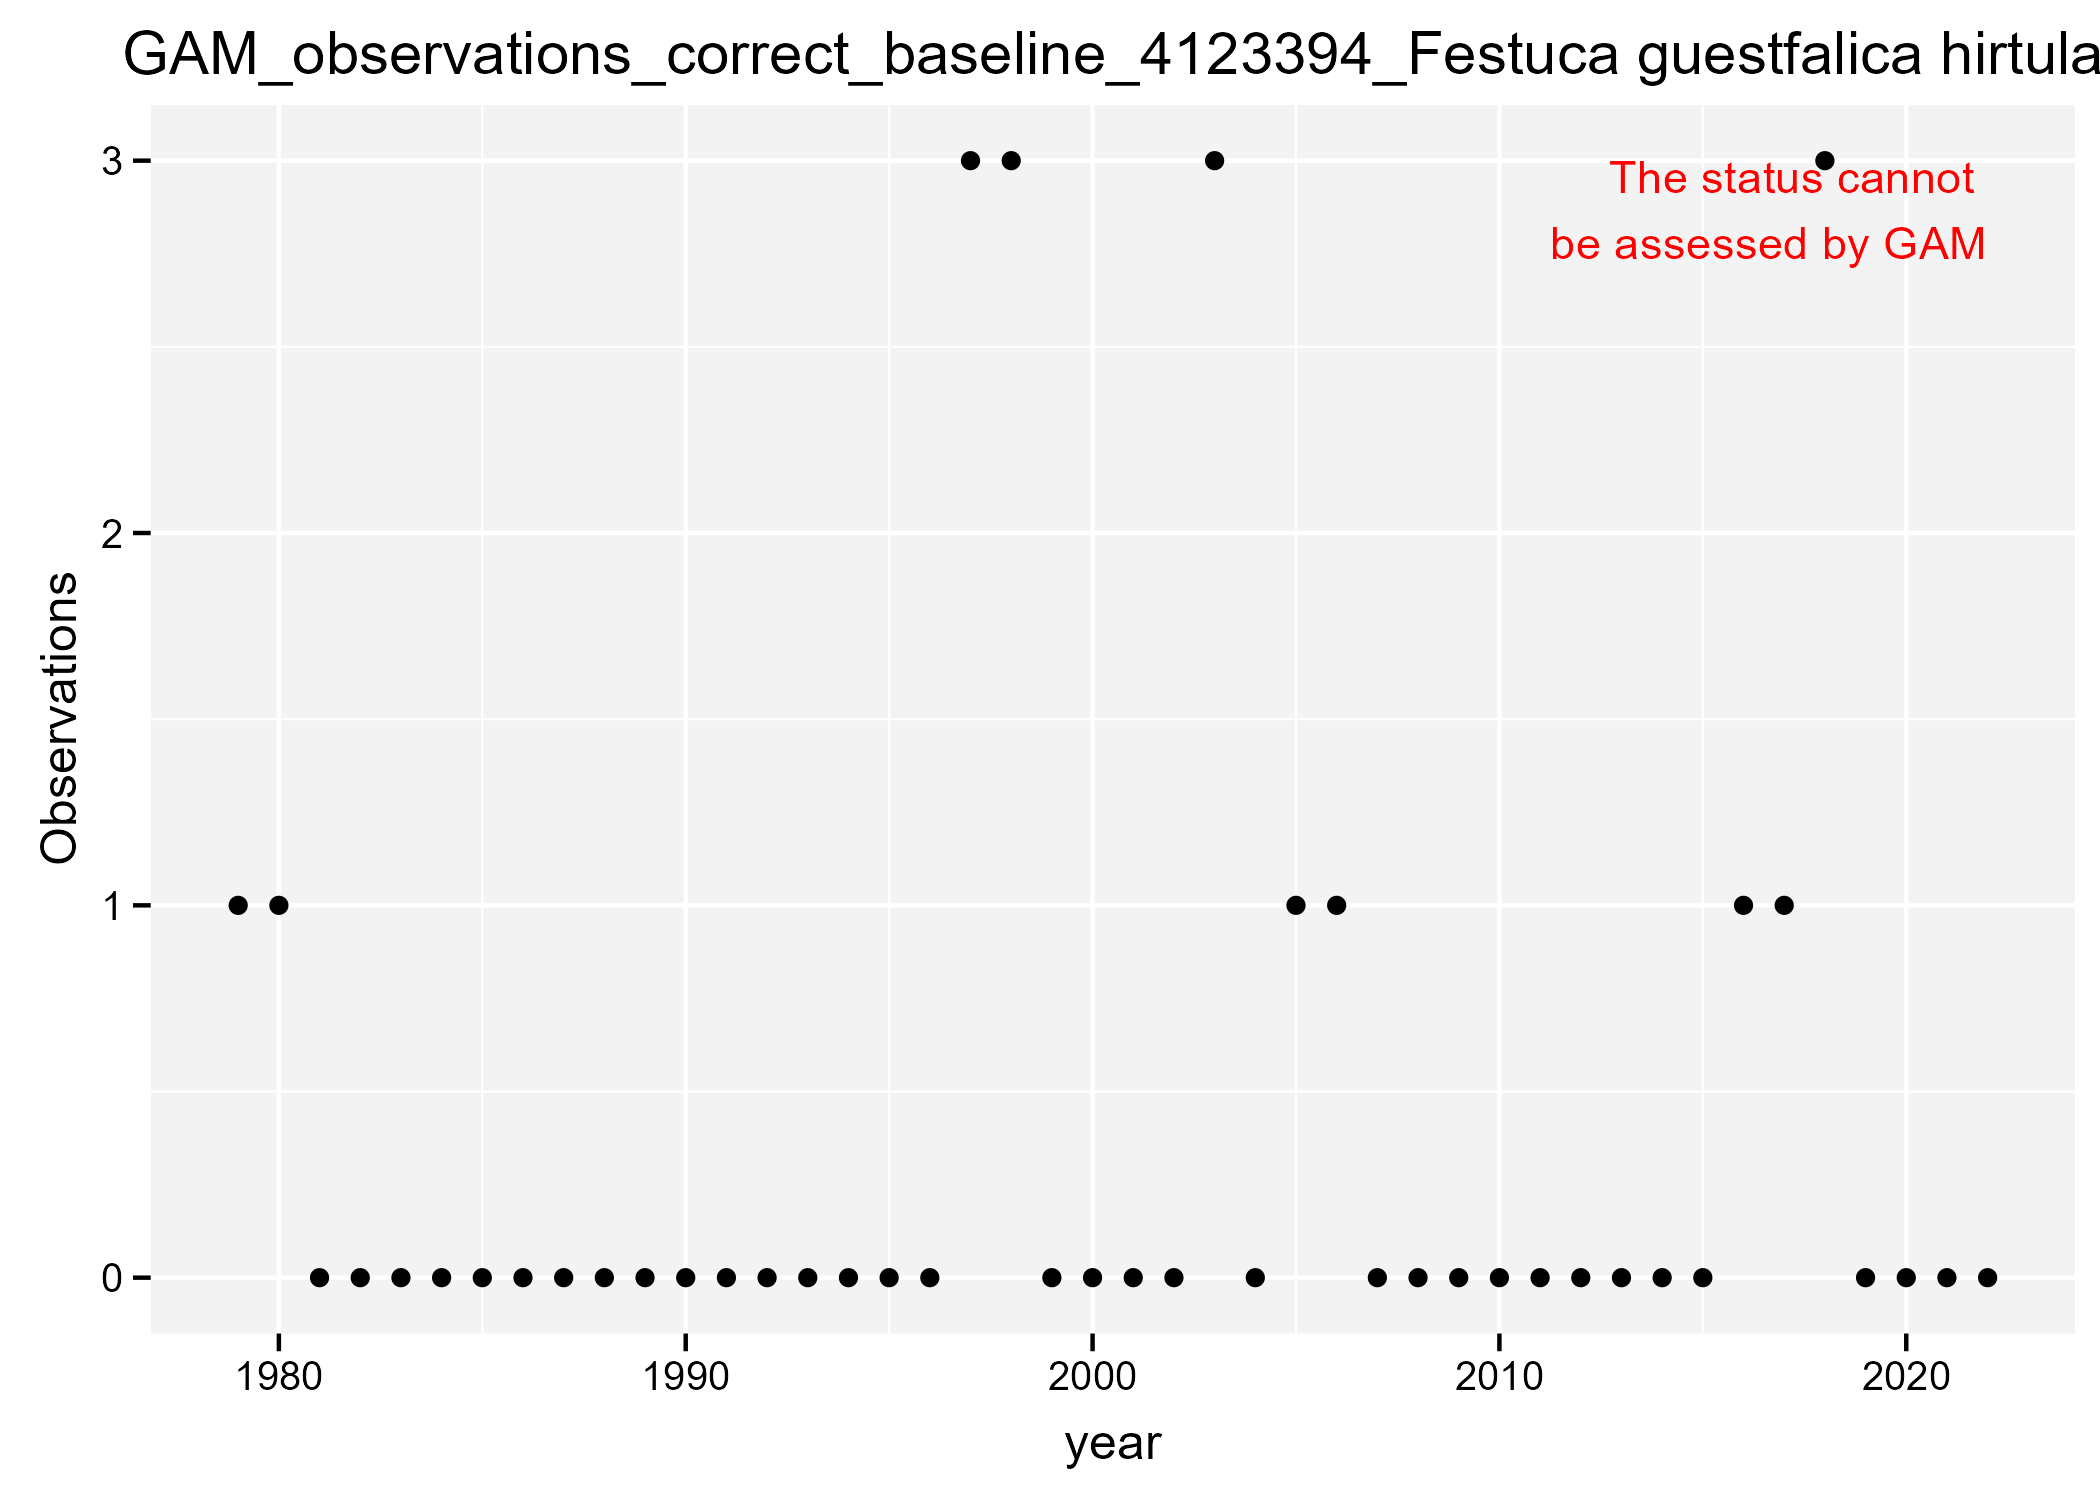 GAM_observations_correct_baseline_4123394_Festuca guestfalica hirtula
3
The status cannot
be assessed by GAM
2
Observations
1
0
1980 1990 2000 2010 2020
year